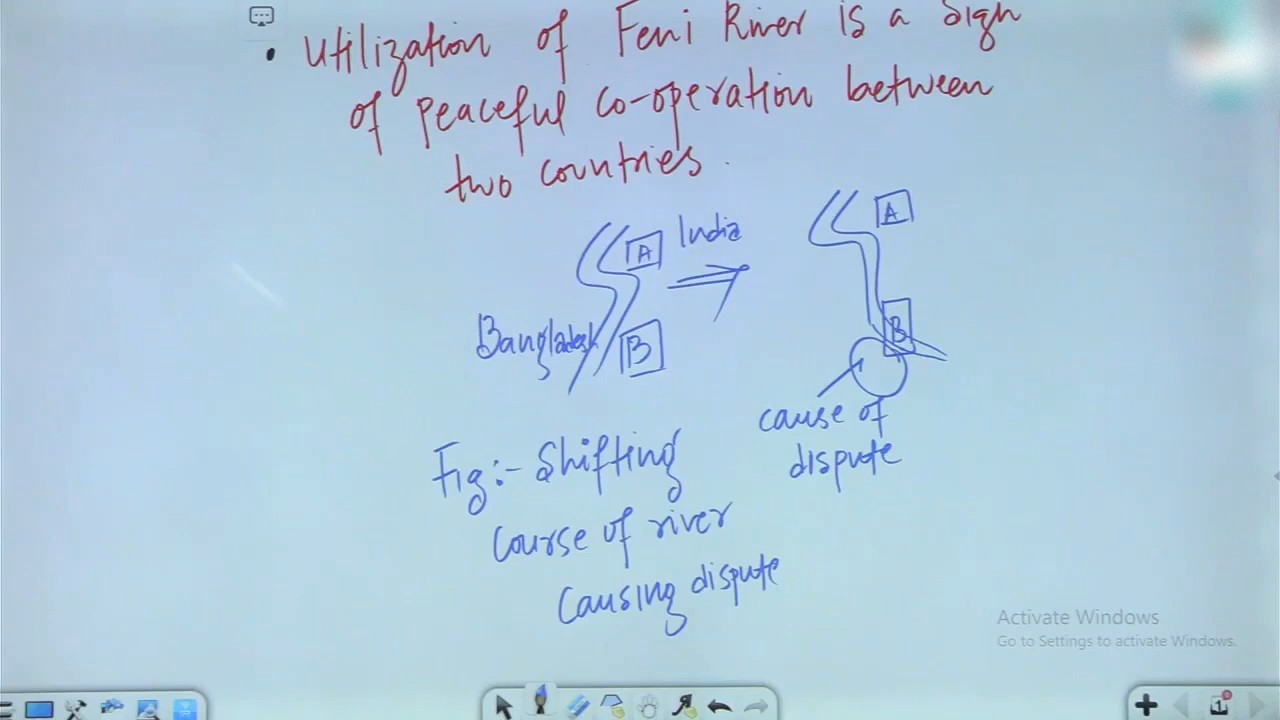 • Utilization of Feni River is a sign
of peaceful co-operation between
two countries.
A
India
A
Bangladesh
B
B
cause of
dispute
Fig:- Shifting
course of river
causing dispute
Activate Windows
Go to Settings to activate Windows.
1